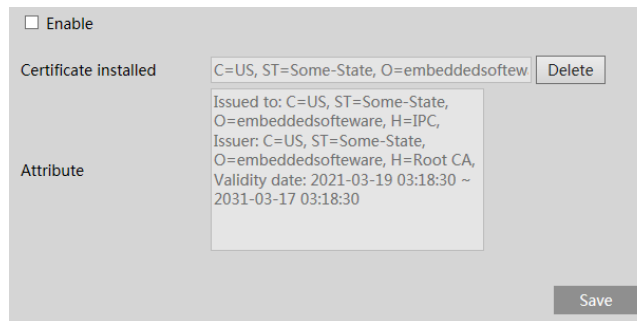 Enable
Certificate installed C=US, ST=Some-State, O=embeddedsoftew Delete
Issued to: C=US, ST=Some-State,
O=embeddedsofteware, H=IPC,
Issuer: C=US, ST=Some-State,
O=embeddedsofteware, H=Root CA,
Attribute
Validity date: 2021-03-19 03:18:30 ~
2031-03-17 03:18:30
Save